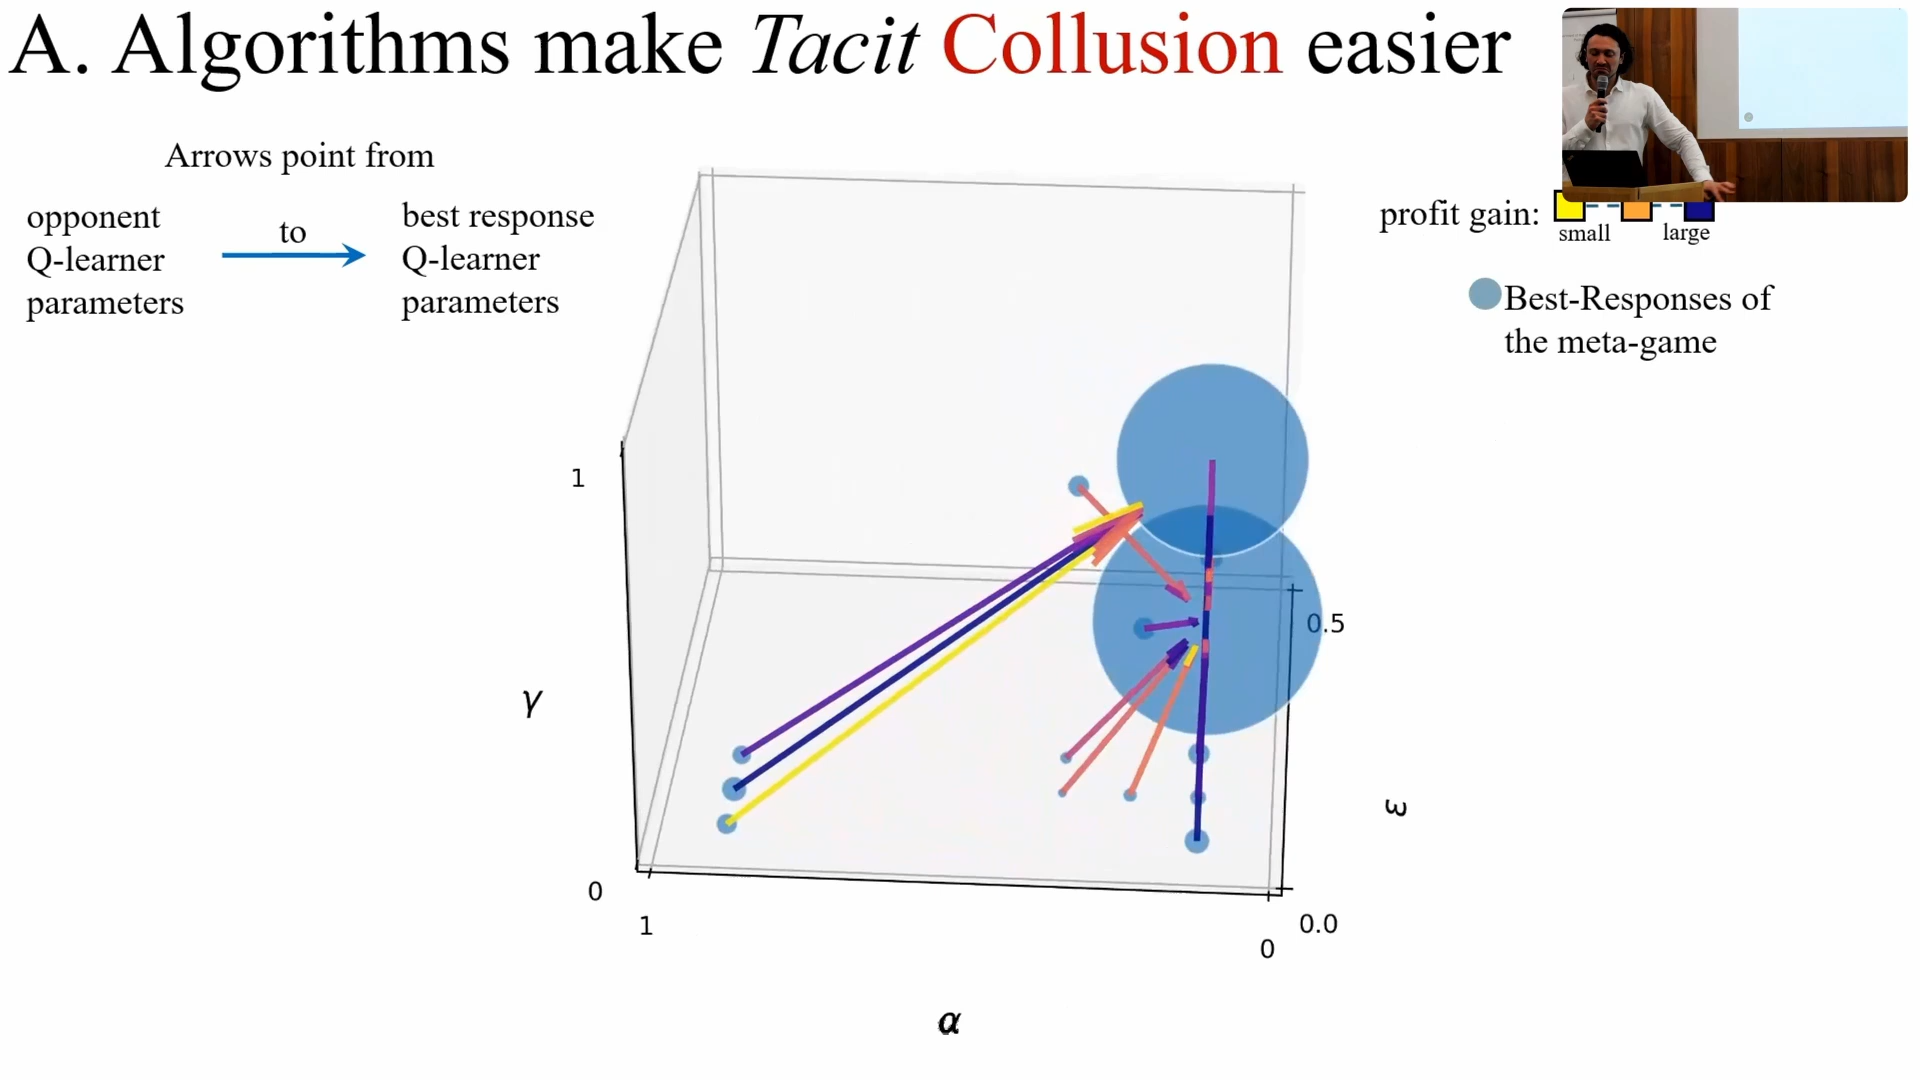 A. Algorithms make Tacit Collusion easier
Arrows point from
opponent
Q-learner
parameters
to
best response
Q-learner
parameters
profit gain:
small
large
Best-Responses of
the meta-game
1
γ
0
1
α
0
0.0
0.5
ε